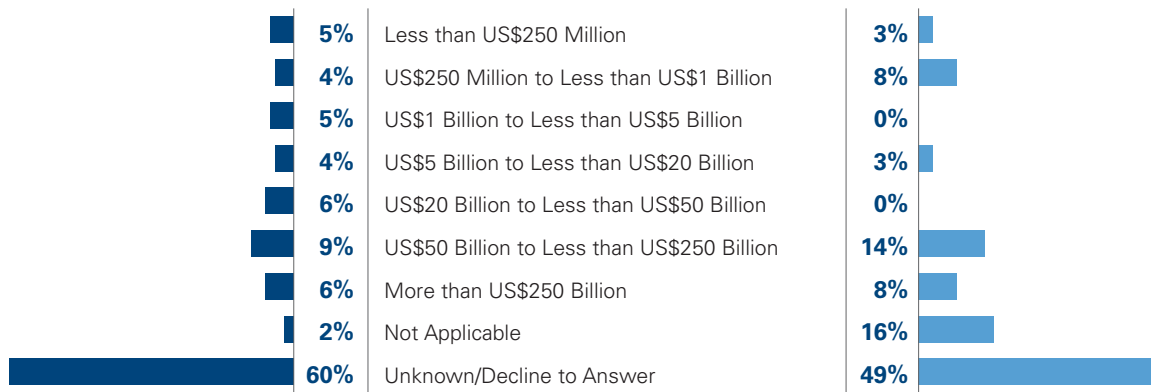 5% Less than US$250 Million 3%
4% US$250 Million to Less than US$1 Billion 8%
5% US$1 Billion to Less than US$5 Billion 0%
4% US$5 Billion to Less than US$20 Billion 3%
6% US$20 Billion to Less than US$50 Billion 0%
9% US$50 Billion to Less than US$250 Billion 14%
6% More than US$250 Billion 8%
2% Not Applicable 16%
60% Unknown/Decline to Answer 49%